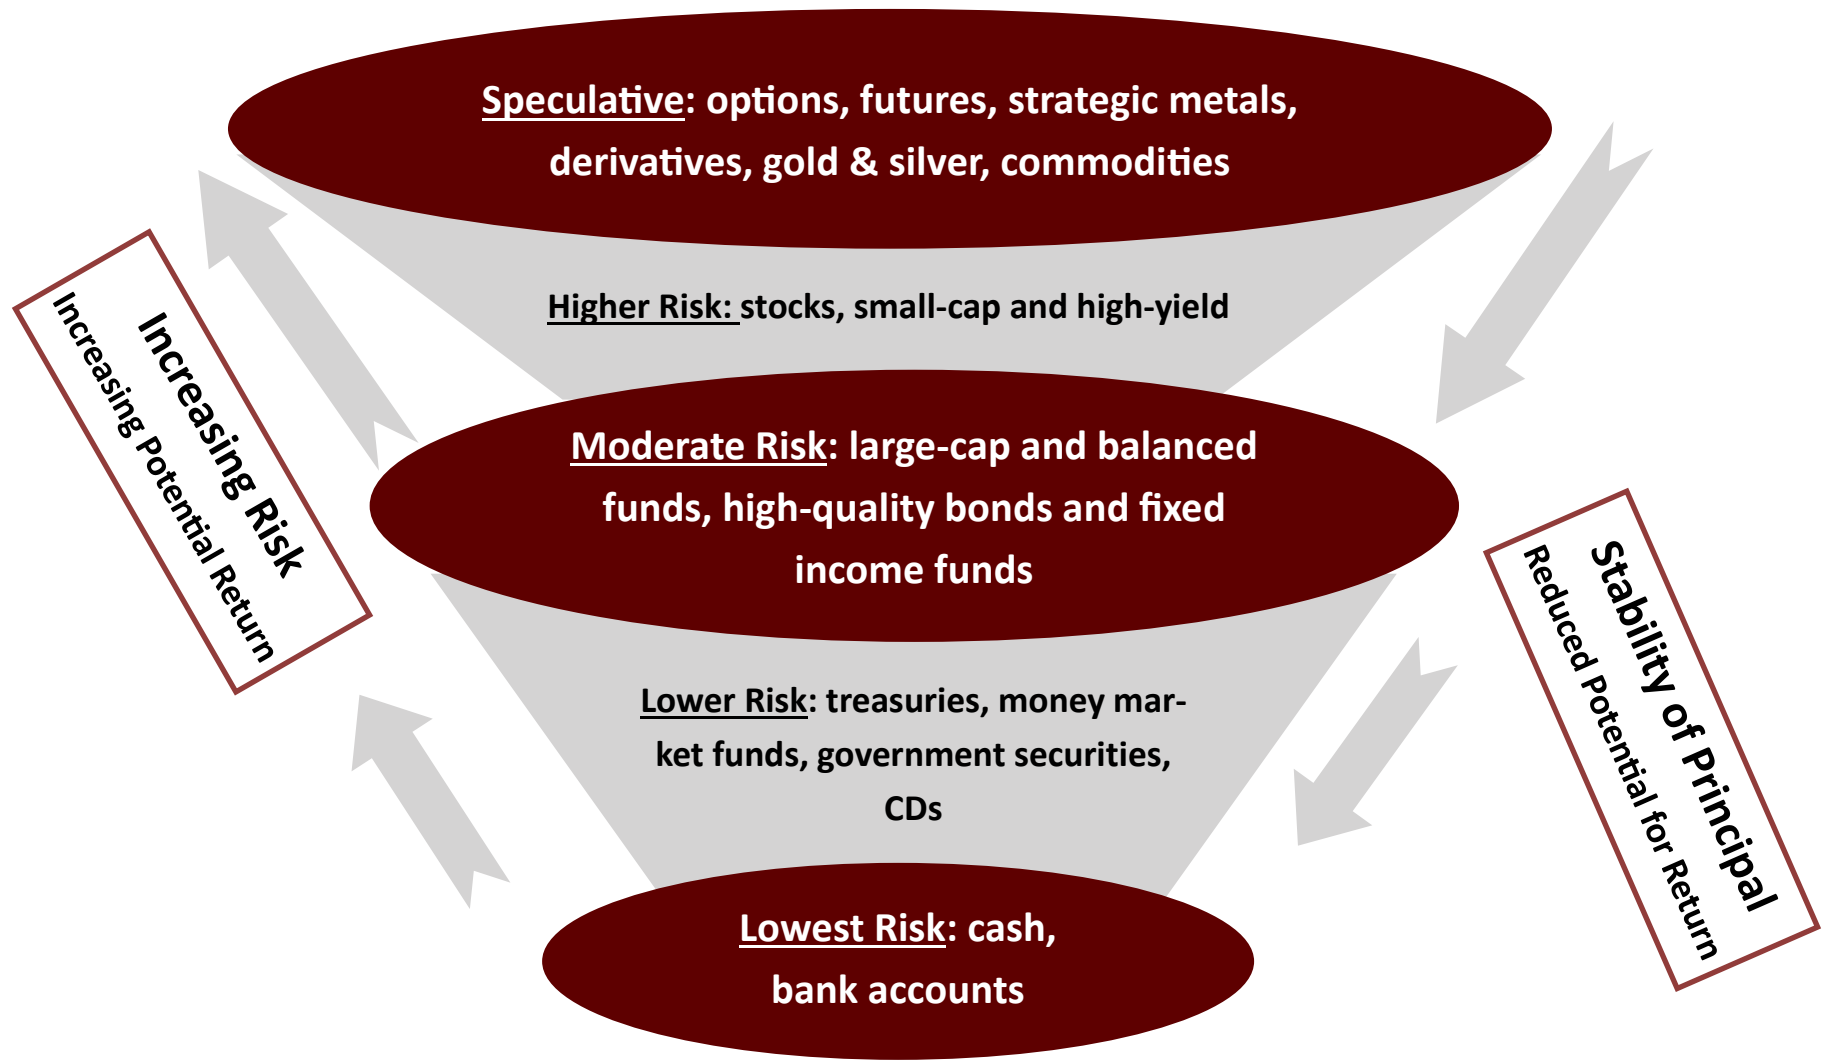 Speculative: options, futures, strategic metals,
derivatives, gold & silver, commodities
Higher Risk: stocks, small-cap and high-yield
Increasing Risk
Increasing Potential Return
Moderate Risk: large-cap and balanced
funds, high-quality bonds and fixed
income funds
Stability of Principal
Reduced Potential for Return
Lower Risk: treasuries, money mar-
ket funds, government securities,
CDs
Lowest Risk: cash,
bank accounts